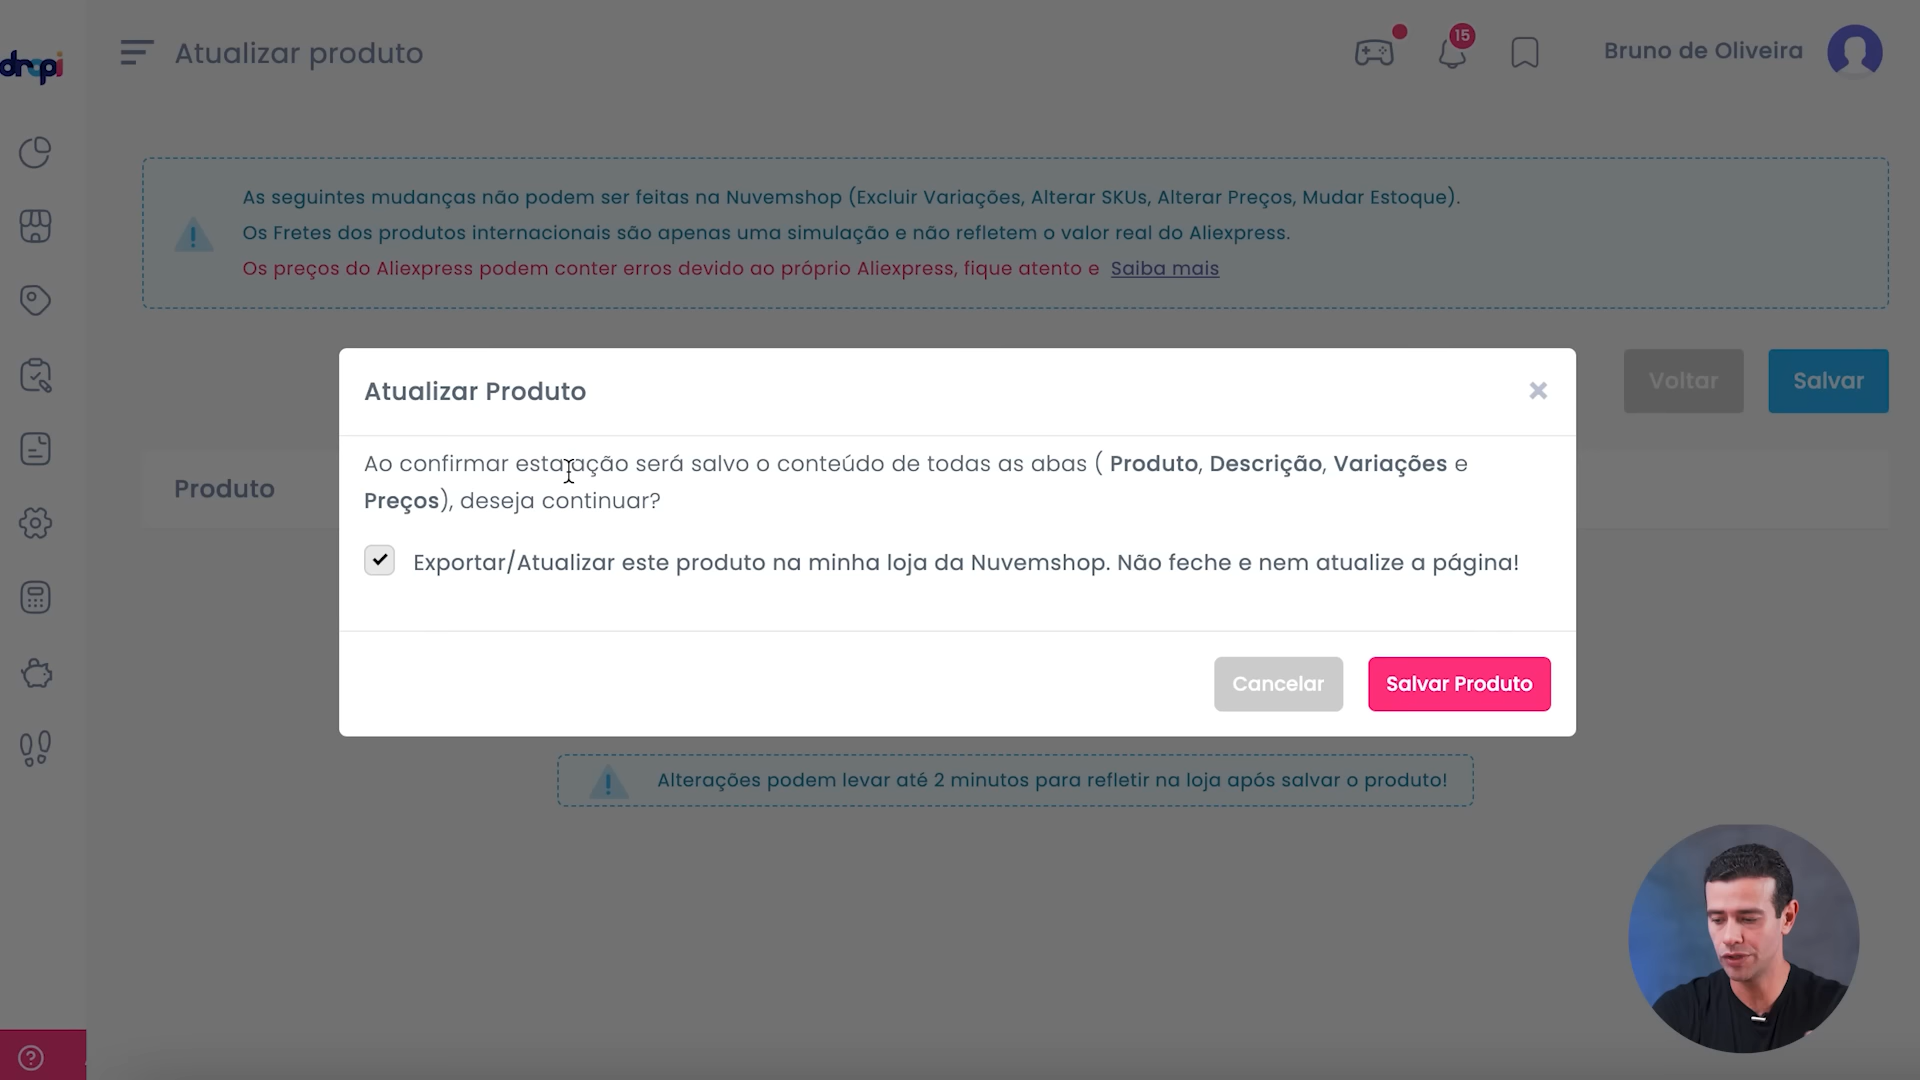 dropi
Atualizar produto
15
Bruno de Oliveira
As seguintes mudanças não podem ser feitas na Nuvemshop (Excluir Variações, Alterar SKUs, Alterar Preços, Mudar Estoque).
Os Fretes dos produtos internacionais são apenas uma simulação e não refletem o valor real do Aliexpress.
Os preços do Aliexpress podem conter erros devido ao próprio Aliexpress, fique atento e Saiba mais
Voltar
Salvar
Produto
Atualizar Produto
Ao confirmar esta ação será salvo o conteúdo de todas as abas ( Produto, Descrição, Variações e
Preços), deseja continuar?
Exportar/Atualizar este produto na minha loja da Nuvemshop. Não feche e nem atualize a página!
Cancelar
Salvar Produto
Alterações podem levar até 2 minutos para refletir na loja após salvar o produto!